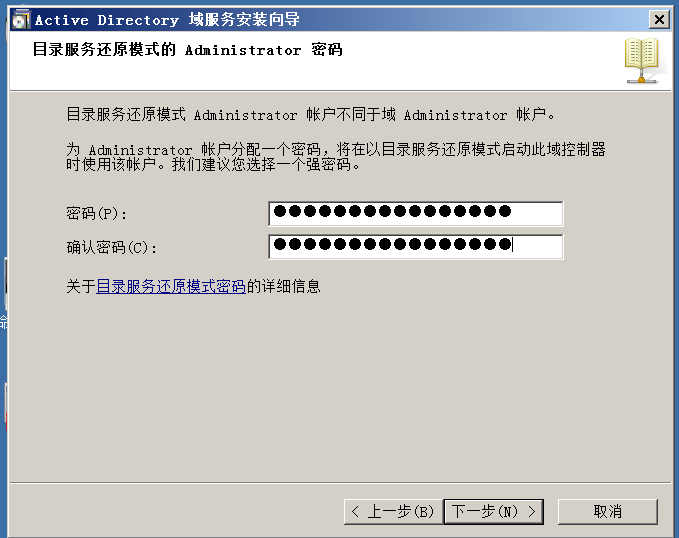 Active Directory 域服务安装向导
目录服务还原模式的 Administrator 密码
目录服务还原模式 Administrator 帐户不同于域 Administrator 帐户。
为 Administrator 帐户分配一个密码，将在以目录服务还原模式启动此域控制器
时使用该帐户。我们建议您选择一个强密码。
密码(P):
●●●●●●●●●●●●●●●●
确认密码(C):
●●●●●●●●●●●●●●●●
关于目录服务还原模式密码的详细信息
< 上一步(B)
下一步(N) >
取消